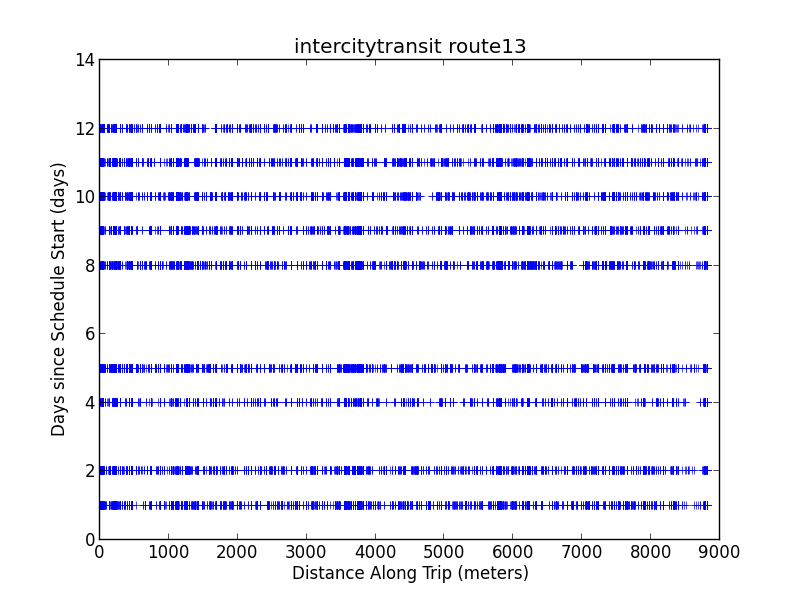 intercitytransit route13
14
12
10
8
6
4
2
0
Days since Schedule Start (days)
0 1000 2000 3000 4000 5000 6000 7000 8000 9000
Distance Along Trip (meters)